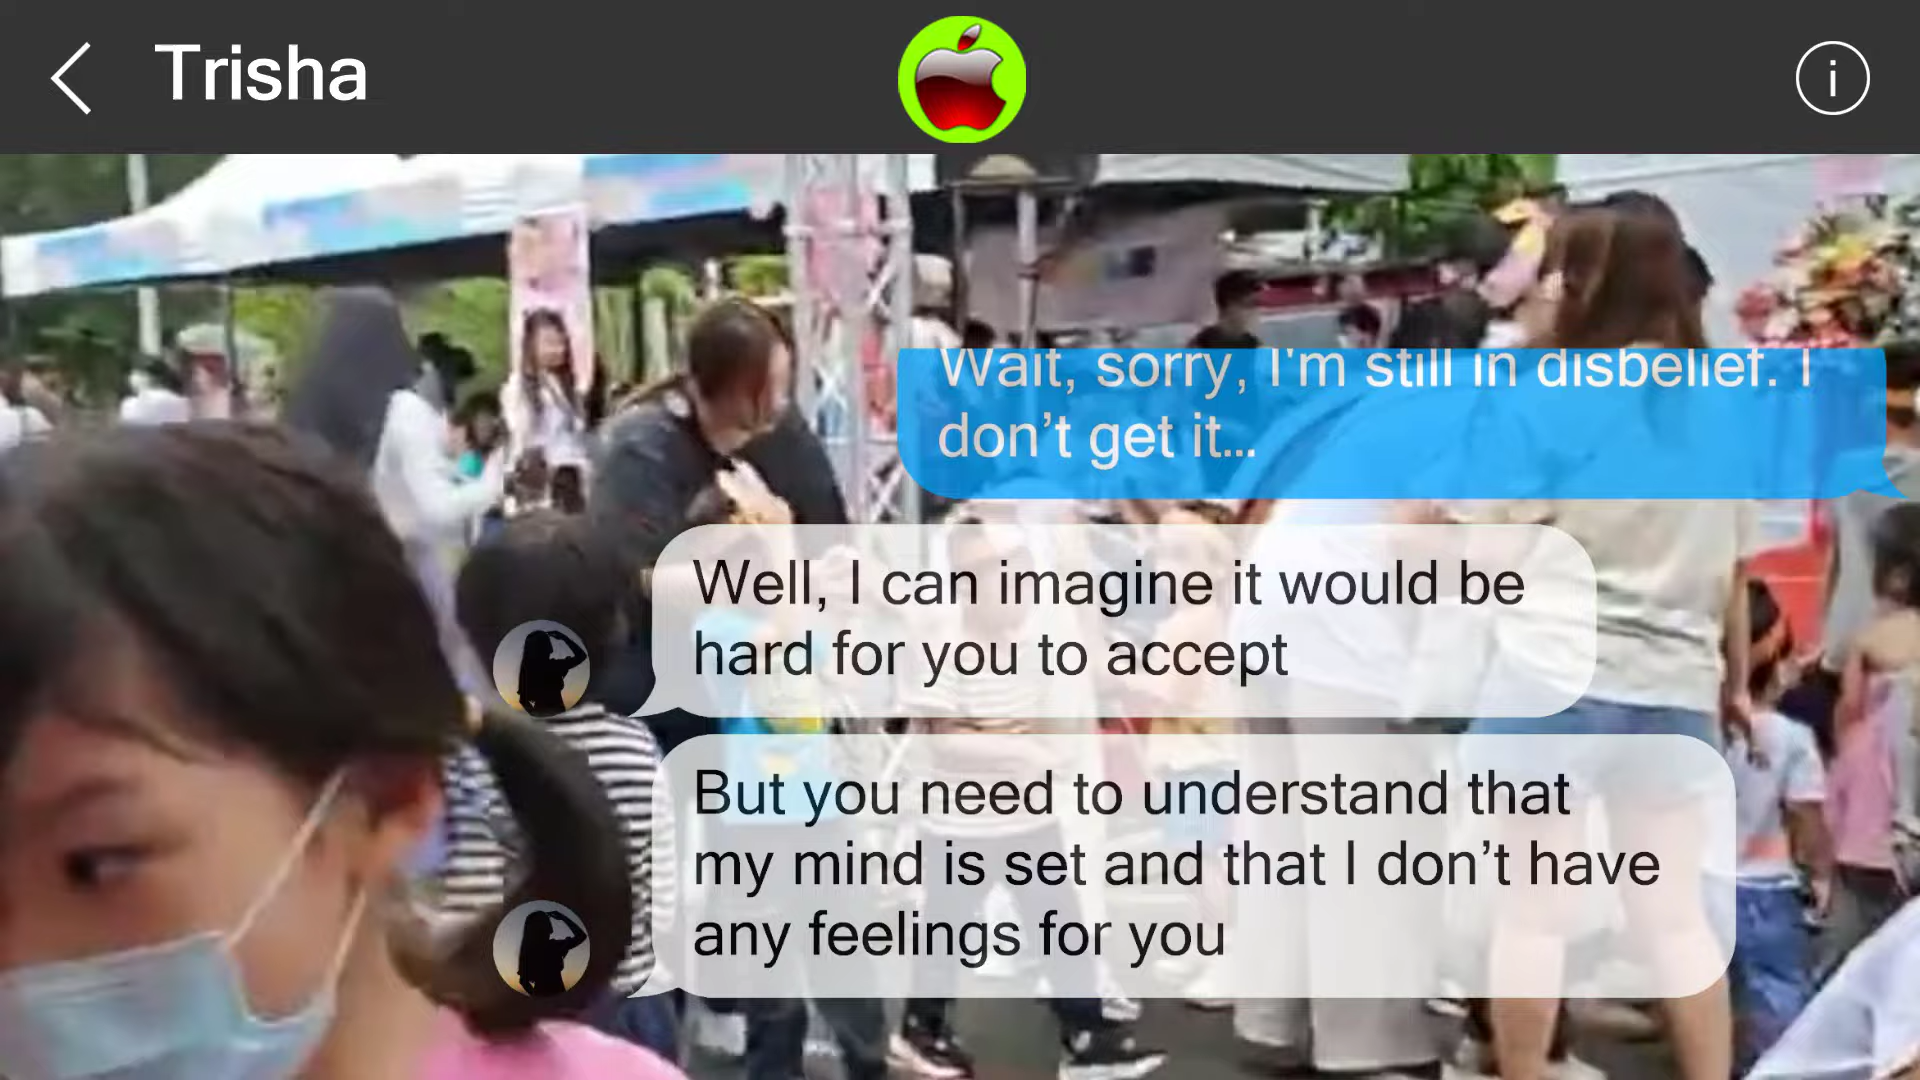 Trisha
i
Wait, sorry, I'm still in disbelief. I
don’t get it...
Well, I can imagine it would be
hard for you to accept
But you need to understand that
my mind is set and that I don’t have
any feelings for you